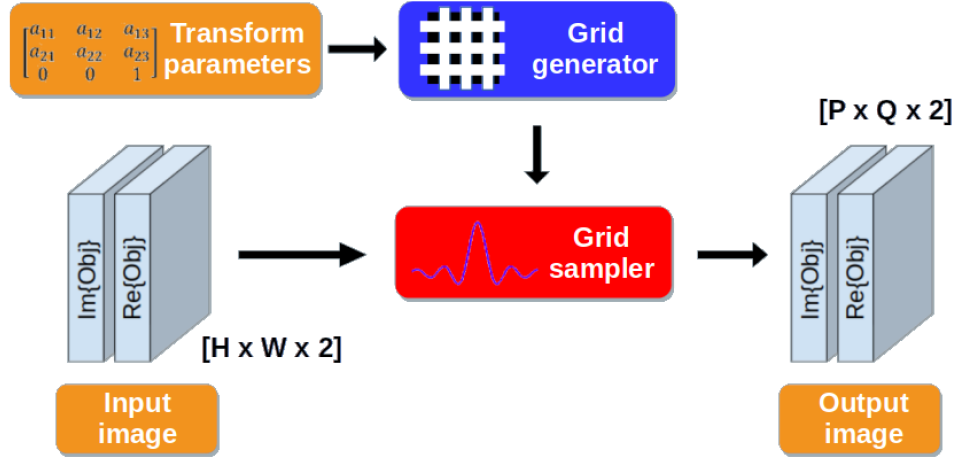 a11 a12 a13
a21 a22 a23
0 0 1
Transform
parameters
Grid
generator
[P x Q x 2]
Im{Obj}
Re{Obj}
[H x W x 2]
Grid
sampler
Im{Obj}
Re{Obj}
Input
image
Output
image